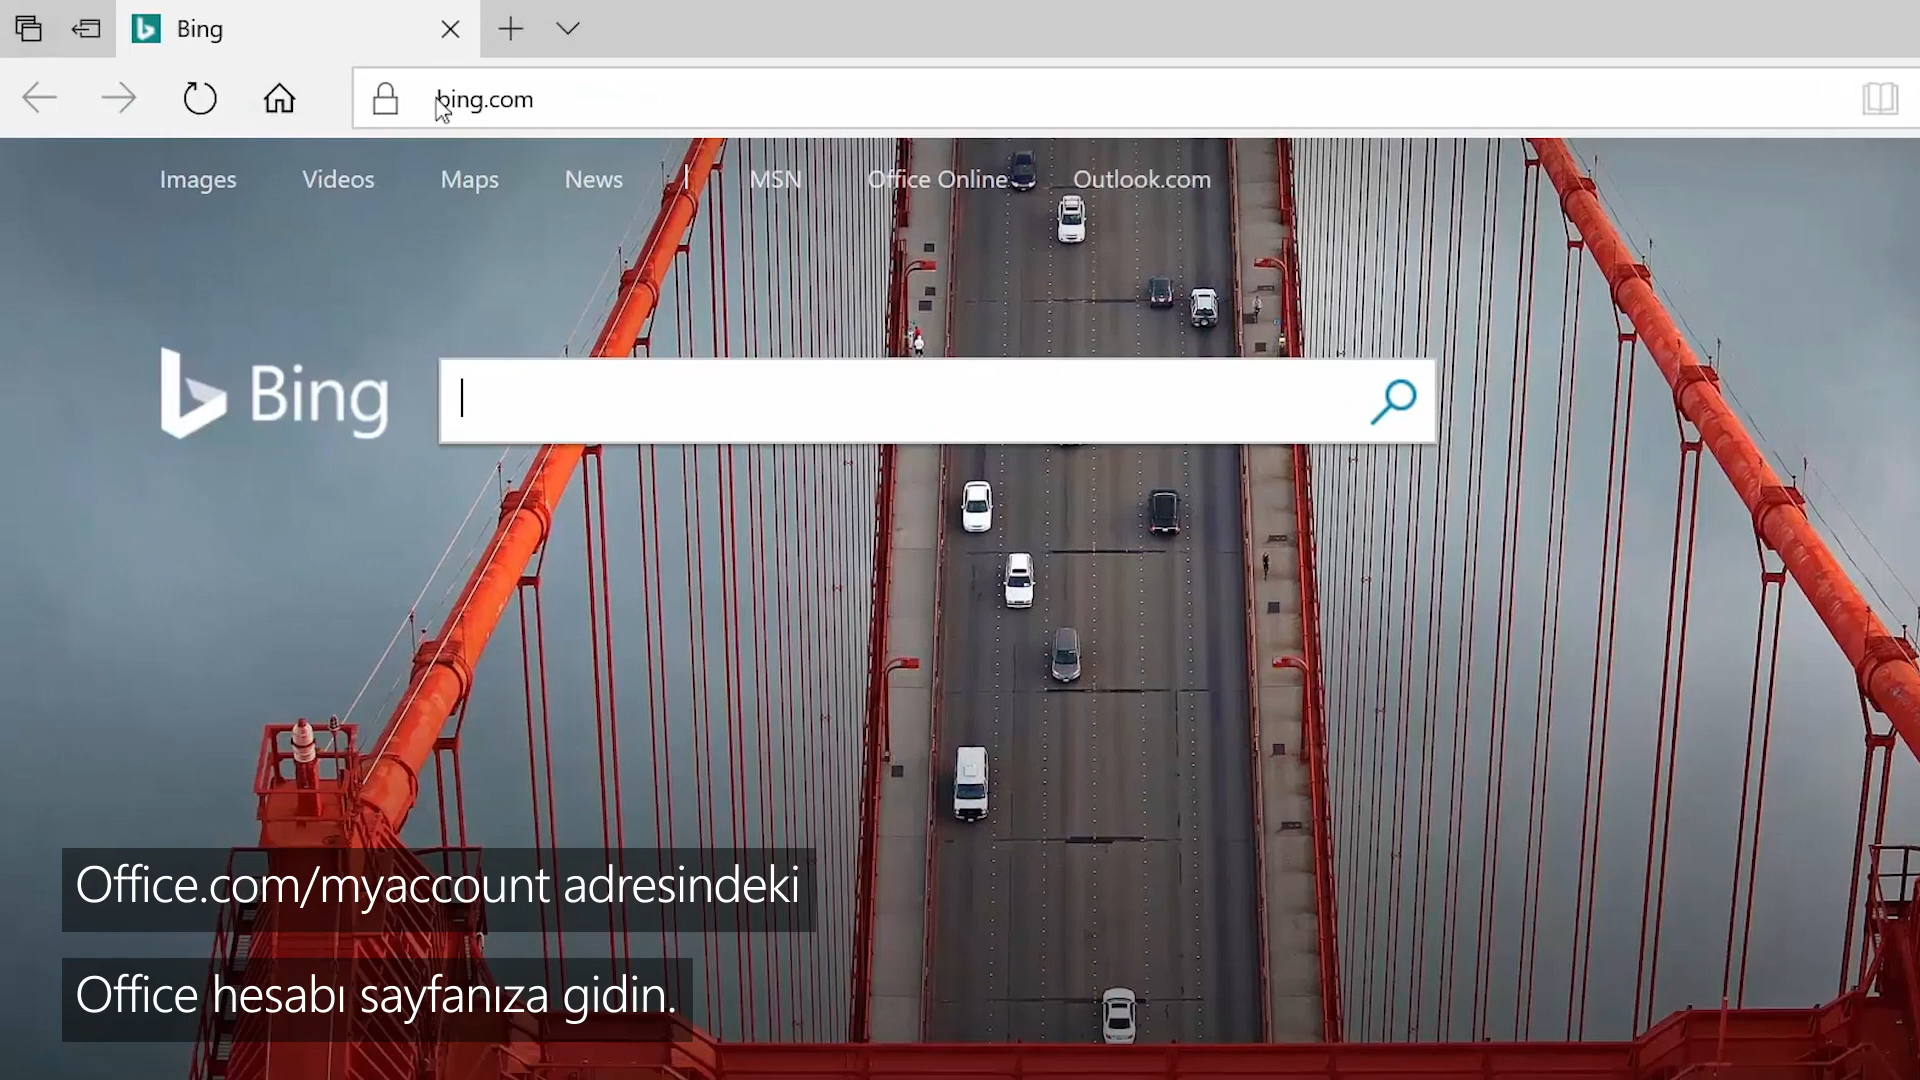 Bing
bing.com
Images Videos Maps News | MSN Office Online Outlook.com
Bing
Office.com/myaccount adresindeki
Office hesabı sayfanıza gidin.